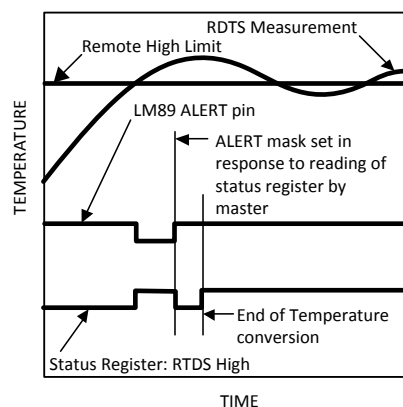 RDTS Measurement
Remote High Limit
LM89 ALERT pin
ALERT mask set in
response to reading of
status register by
master
TEMPERATURE
End of Temperature
conversion
Status Register: RTDS High
TIME